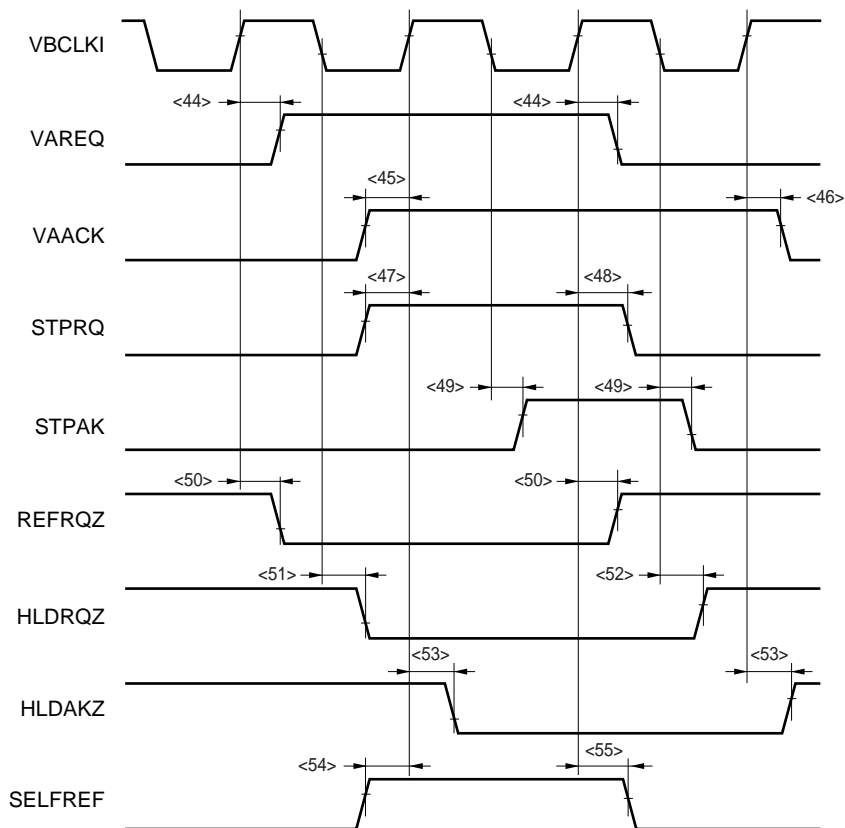 VBCLKI
<44> <44>
VAREQ
<45>
<46>
VAACK
<47> <48>
STPRQ
<49> <49>
STPAK
<50> <50>
REFRQZ
<51> <52>
HLDRQZ
<53> <53>
HLDAKZ
<54> <55>
SELFREF